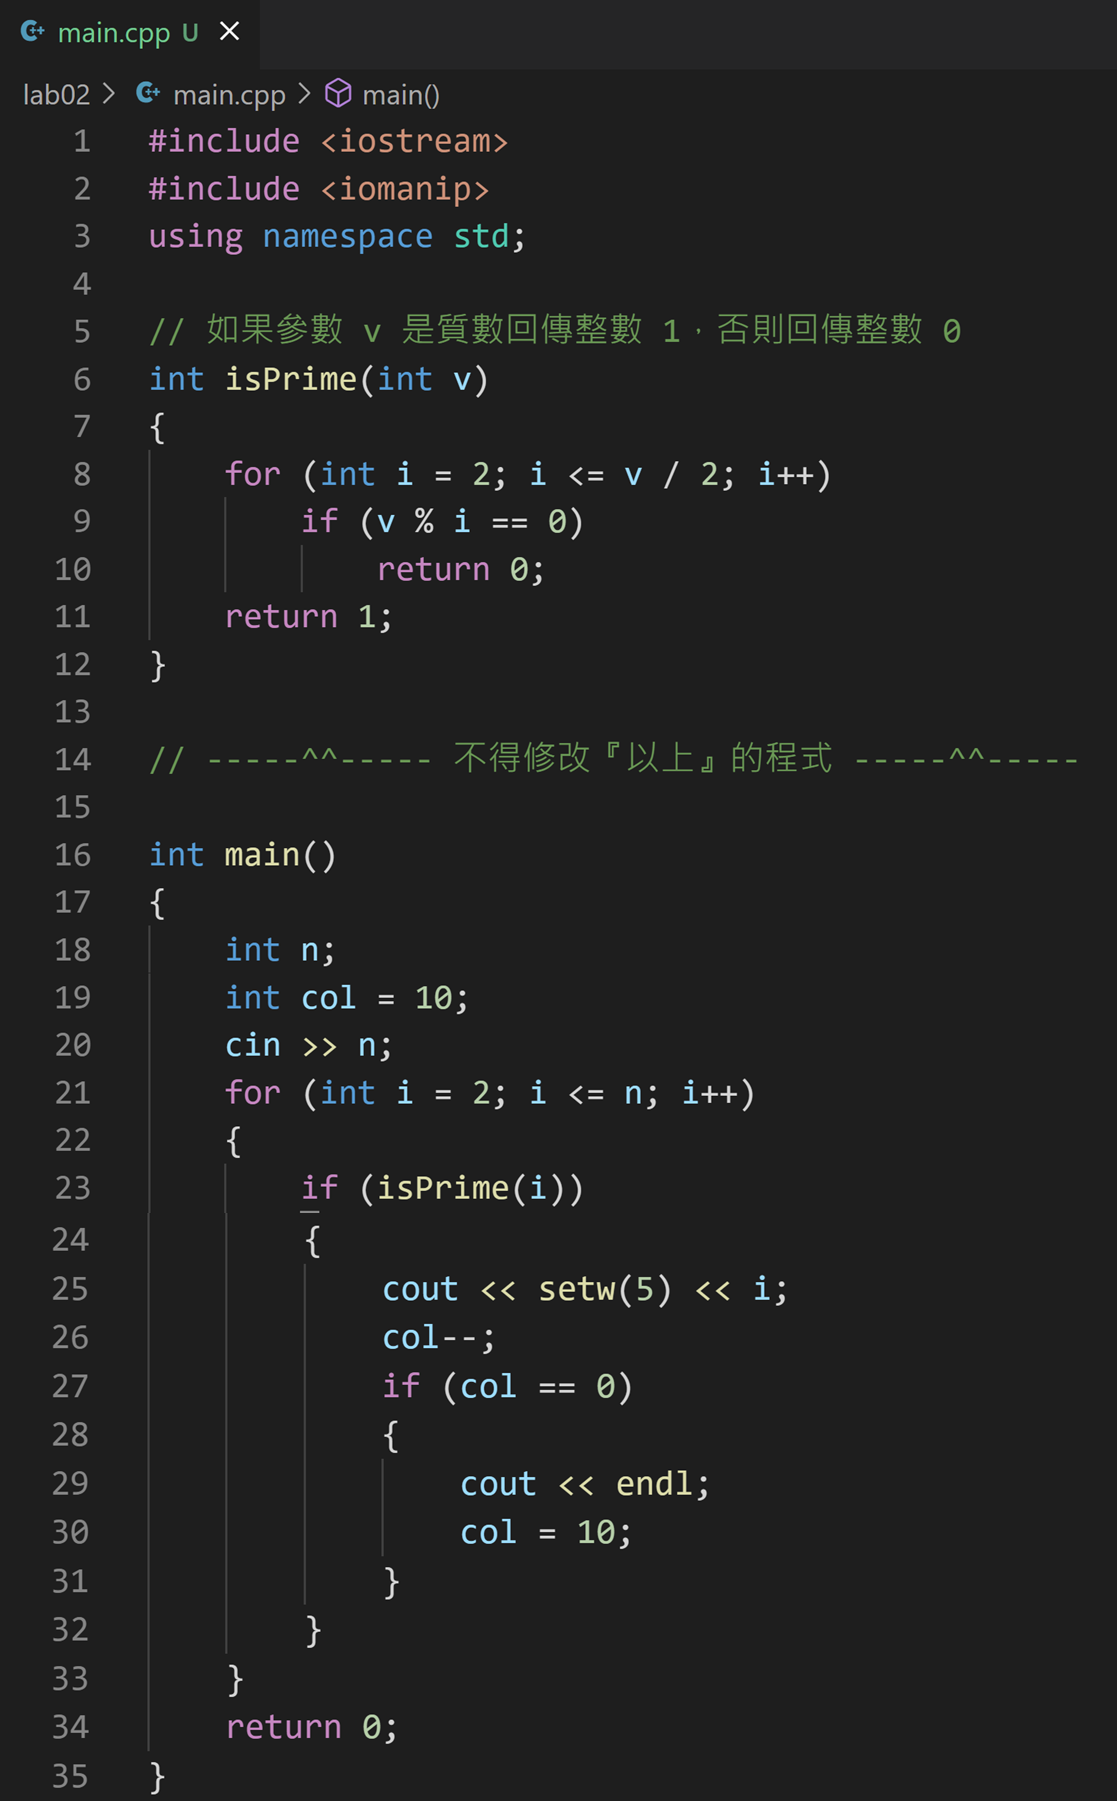 main.cpp U ×
lab02 > main.cpp > main()
1 #include <iostream>
2 #include <iomanip>
3 using namespace std;
4
5 // 如果參數 v 是質數回傳整數 1，否則回傳整數 0
6 int isPrime(int v)
7 {
8     for (int i = 2; i <= v / 2; i++)
9         if (v % i == 0)
10             return 0;
11     return 1;
12 }
13
14 // -----^^----- 不得修改『以上』的程式 -----^^-----
15
16 int main()
17 {
18     int n;
19     int col = 10;
20     cin >> n;
21     for (int i = 2; i <= n; i++)
22     {
23         if (isPrime(i))
24         {
25             cout << setw(5) << i;
26             col--;
27             if (col == 0)
28             {
29                 cout << endl;
30                 col = 10;
31             }
32         }
33     }
34     return 0;
35 }